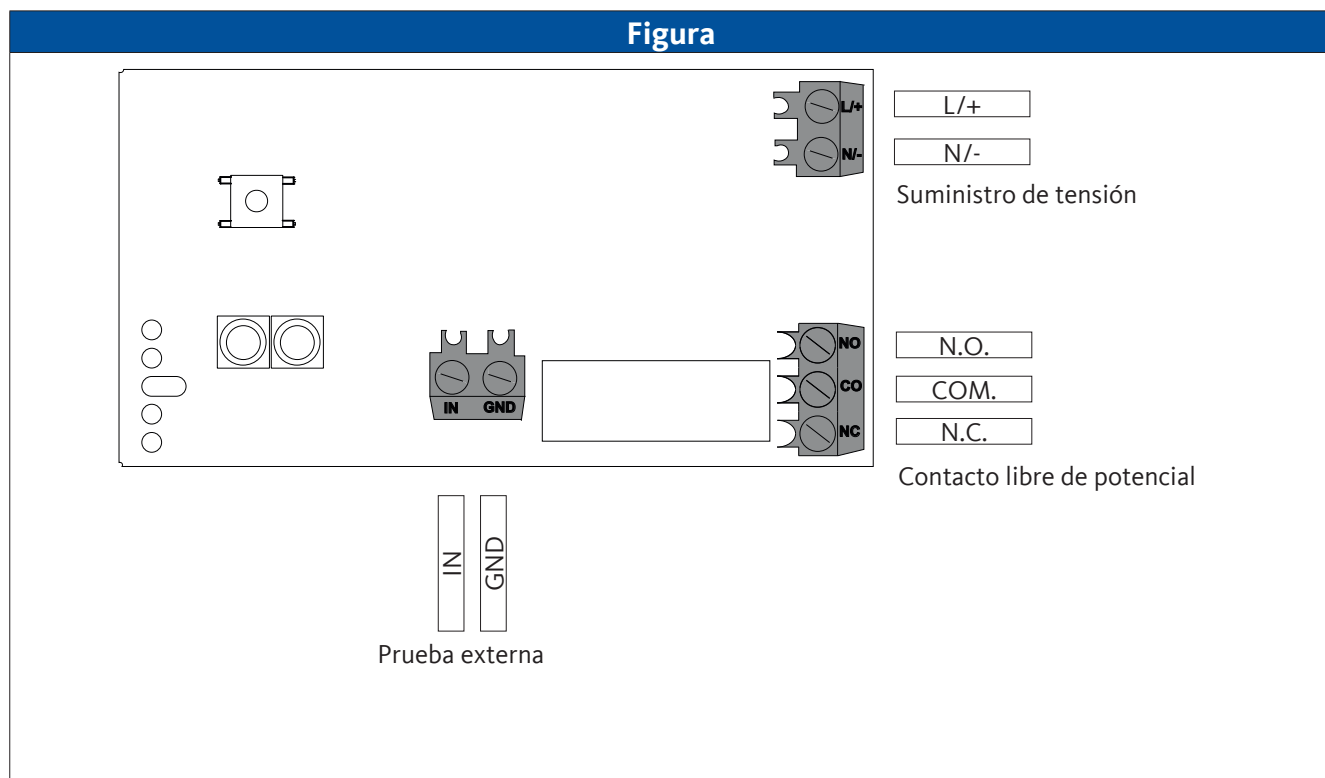 Figura
L/+
L/+
N/-
N/-
Suministro de tensión
NO
N.O.
CO
COM.
NC
N.C.
IN GND
Contacto libre de potencial
IN
GND
Prueba externa